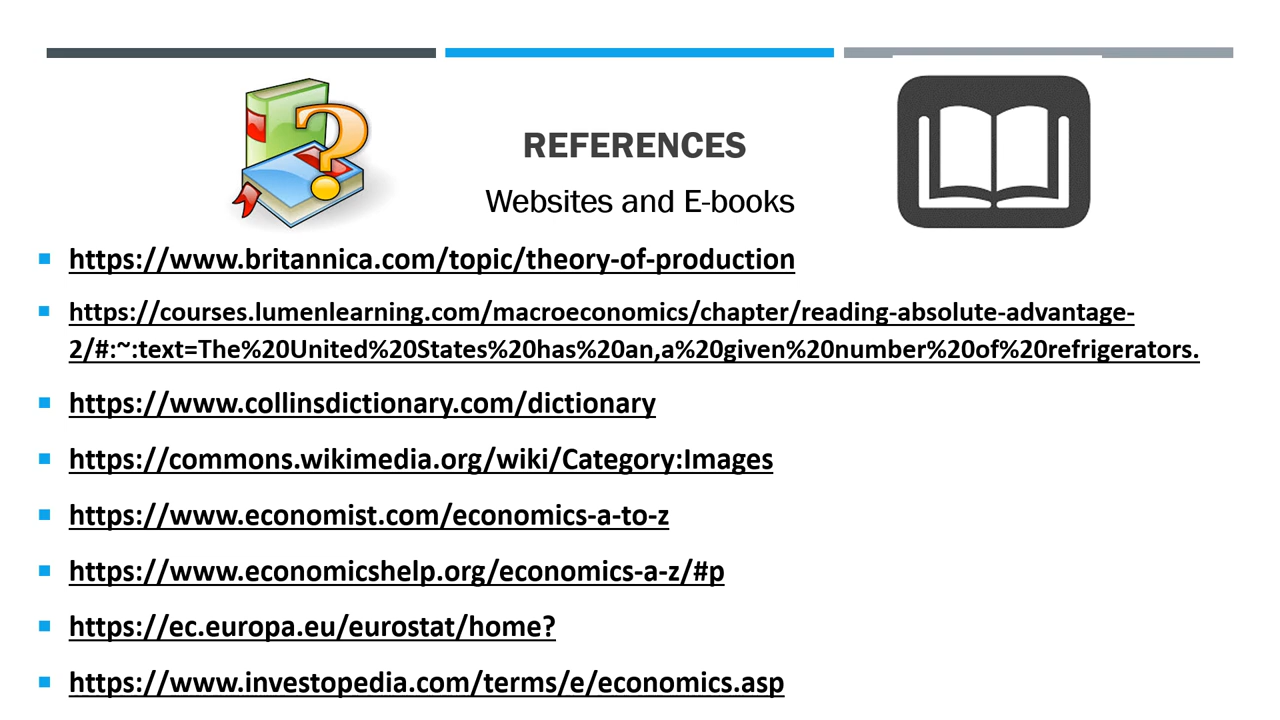 REFERENCES
Websites and E-books
https://www.britannica.com/topic/theory-of-production
https://courses.lumenlearning.com/macroeconomics/chapter/reading-absolute-advantage-
2/#:~:text=The%20United%20States%20has%20an,a%20given%20number%20of%20refrigerators.
https://www.collinsdictionary.com/dictionary
https://commons.wikimedia.org/wiki/Category:Images
https://www.economist.com/economics-a-to-z
https://www.economicshelp.org/economics-a-z/#p
https://ec.europa.eu/eurostat/home?
https://www.investopedia.com/terms/e/economics.asp